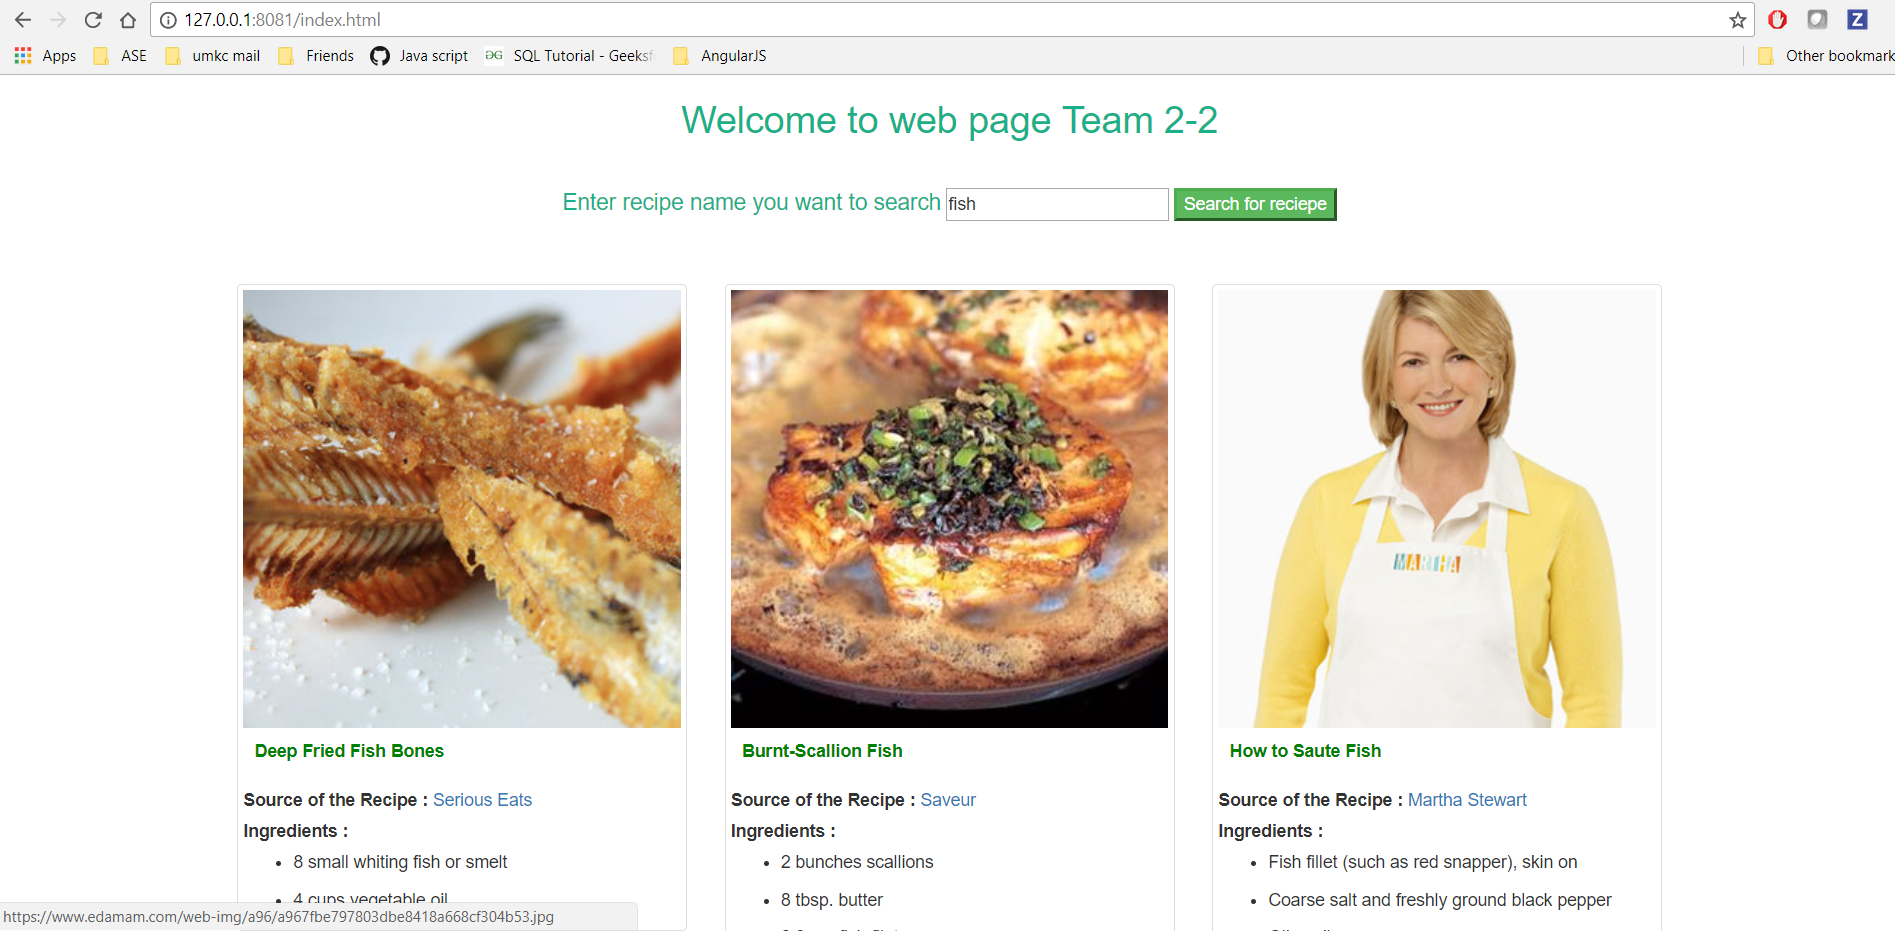 127.0.0.1:8081/index.html
Z
Apps ASE umkc mail Friends Java script SQL Tutorial - Geeksf AngularJS Other bookmark
Welcome to web page Team 2-2
Enter recipe name you want to search fish Search for reciepe
MARTHA
Deep Fried Fish Bones
Source of the Recipe : Serious Eats
Ingredients :
• 8 small whiting fish or smelt
• 4 cups vegetable oil
Burnt-Scallion Fish
Source of the Recipe : Saveur
Ingredients :
• 2 bunches scallions
• 8 tbsp. butter
How to Saute Fish
Source of the Recipe : Martha Stewart
Ingredients :
• Fish fillet (such as red snapper), skin on
• Coarse salt and freshly ground black pepper
https://www.edamam.com/web-img/a96/a967fbe797803dbe8418a668cf304b53.jpg